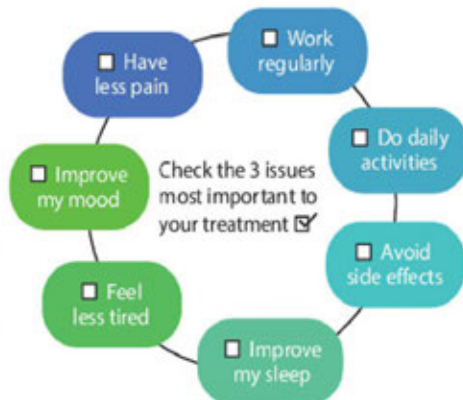 ☐ Have
less pain
☐ Work
regularly
☐ Do daily
activities
☐ Avoid
side effects
☐ Improve
my sleep
☐ Feel
less tired
☐ Improve
my mood
Check the 3 issues
most important to
your treatment ☑